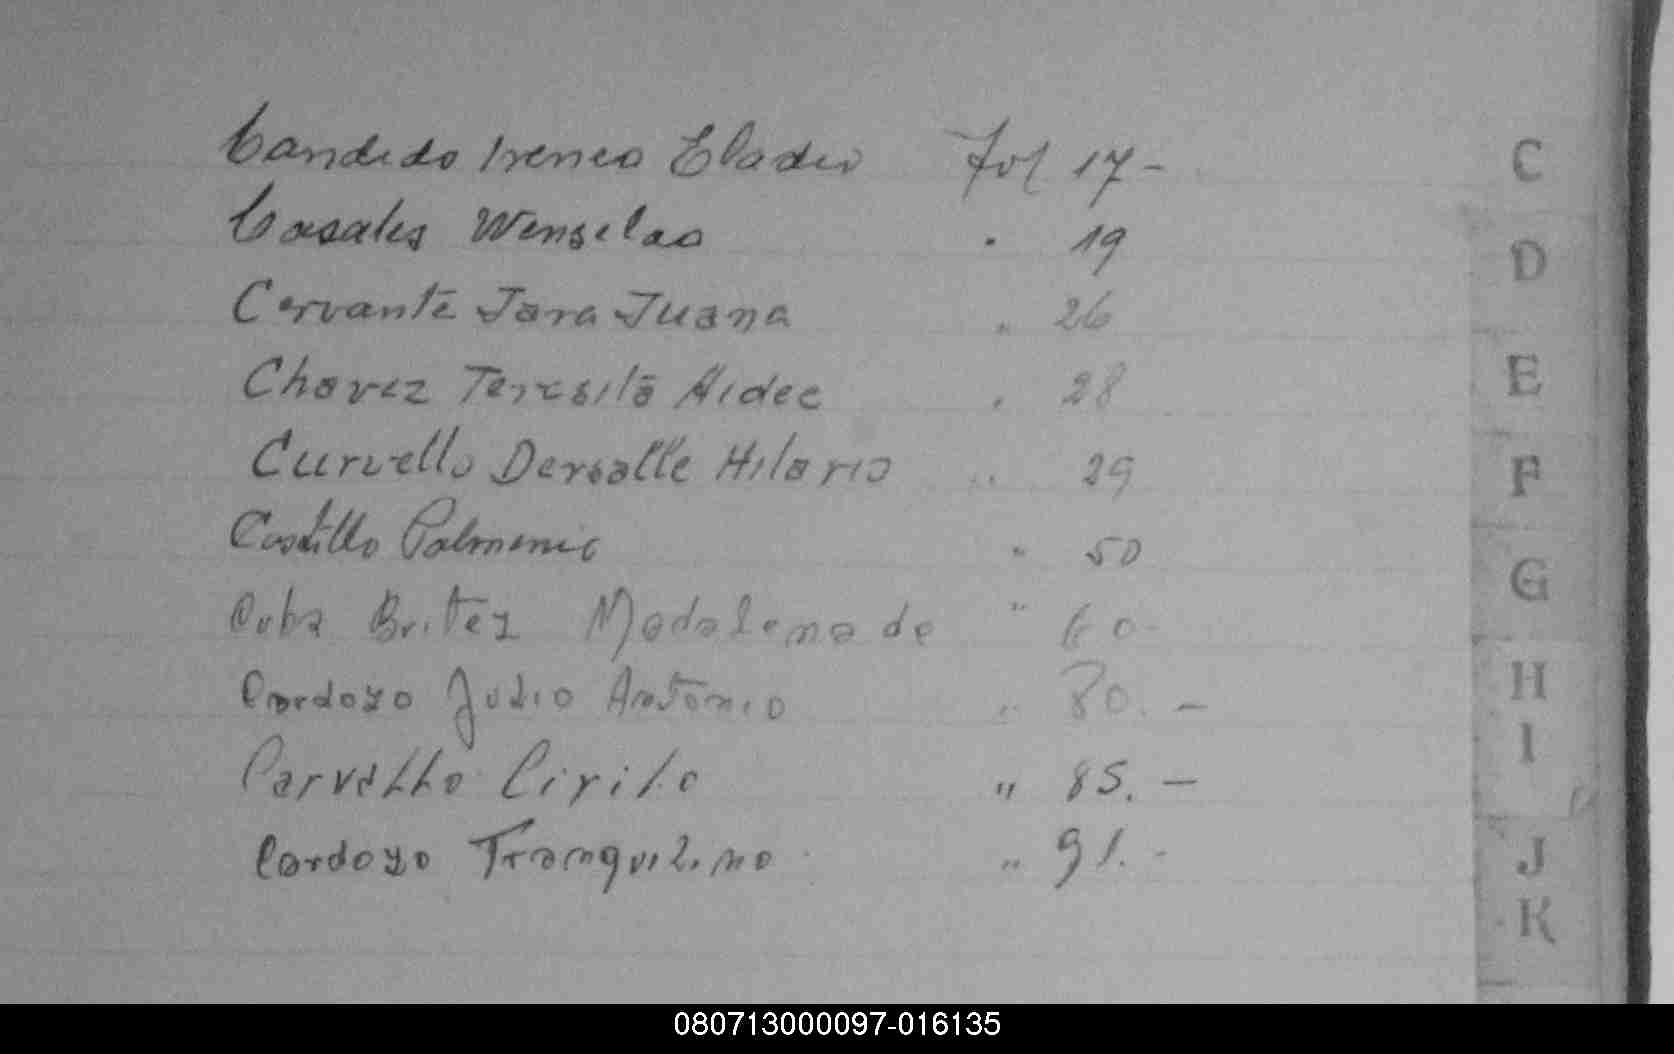 Candido Ireneo Eladio Fol 17-
Casales Wenselao " 19
Cervante Jara Juana " 26
Chavez Teresita Aidee " 28
Curvello Dersalle Hilario " 29
Castillo Palmenio " 50
Cuba Britez Madalena de " 60-
Cardozo Julio Antonio " 80.-
Carvallho Cirilo " 85.-
Cardozo Tranquilino " 91.-
C
D
E
F
G
H
I
J
K
080713000097-016135